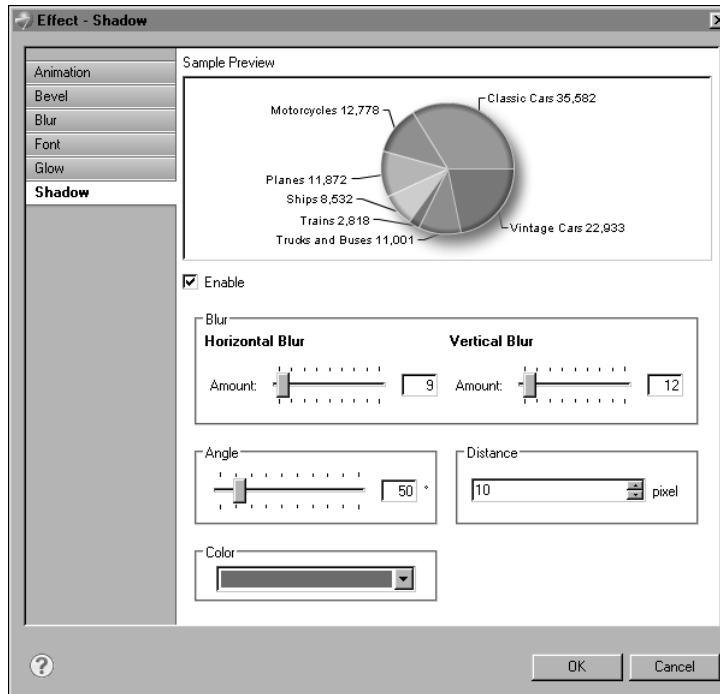 Effect - Shadow
Animation
Bevel
Blur
Font
Glow
Shadow
Sample Preview
Classic Cars 35,582
Motorcycles 12,778
Planes 11,872
Ships 8,532
Trains 2,818
Trucks and Buses 11,001
Vintage Cars 22,933
Enable
Blur
Horizontal Blur Vertical Blur
Amount: 9 Amount: 12
Angle Distance
50 ° 10 pixel
Color
? OK Cancel